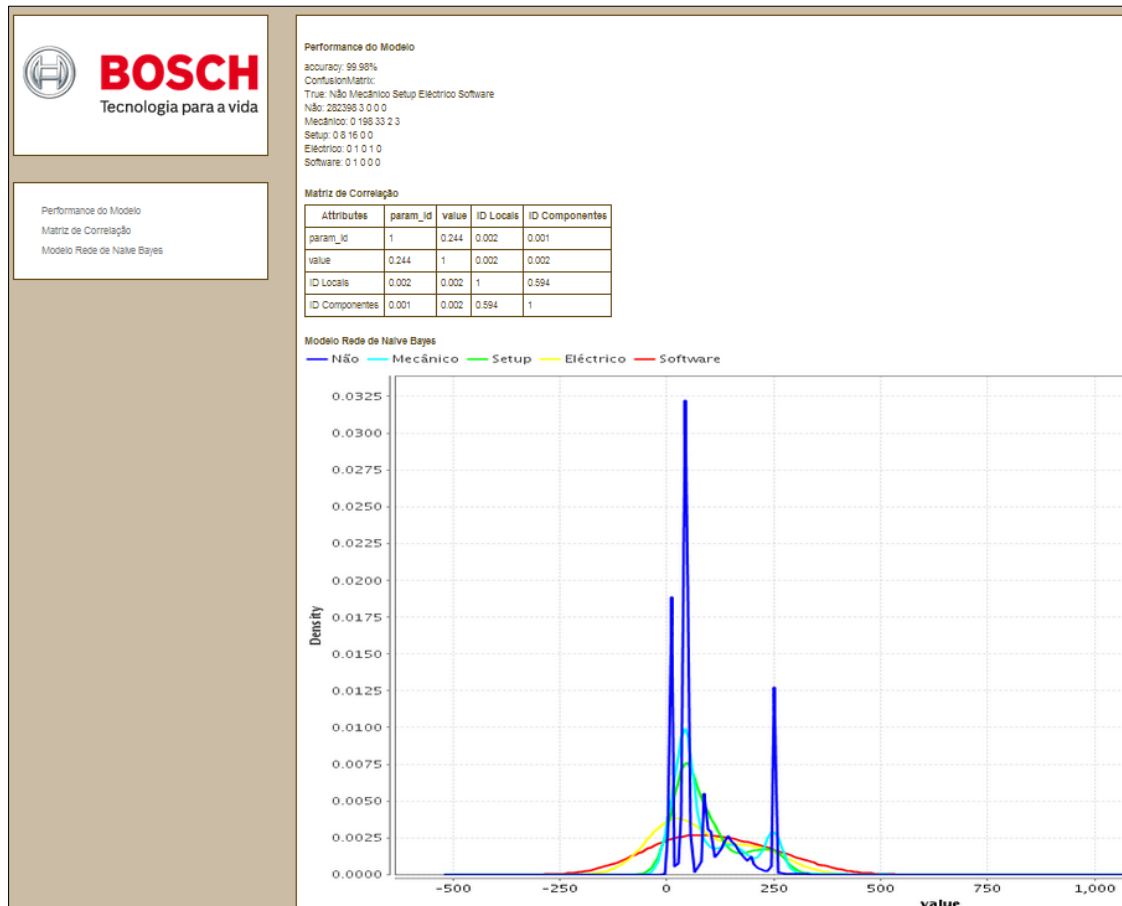 BOSCH
Tecnologia para a vida
Performance do Modelo
Matriz de Correlação
Modelo Rede de Naive Bayes
Performance do Modelo
accuracy: 99.98%
ConfusionMatrix:
True: Não Mecânico Setup Eléctrico Software
Não: 282398 3 0 0 0
Mecânico: 0 198 33 2 3
Setup: 0 8 16 0 0
Eléctrico: 0 1 0 1 0
Software: 0 1 0 0 0
Matriz de Correlação
Attributes param_id value ID Locais ID Componentes
param_id 1 0.244 0.002 0.001
value 0.244 1 0.002 0.002
ID Locais 0.002 0.002 1 0.594
ID Componentes 0.001 0.002 0.594 1
Modelo Rede de Naive Bayes
Não Mecânico Setup Eléctrico Software
0.0325
0.0300
0.0275
0.0250
0.0225
0.0200
0.0175
0.0150
0.0125
0.0100
0.0075
0.0050
0.0025
0.0000
Density
-500 -250 0 250 500 750 1,000
value